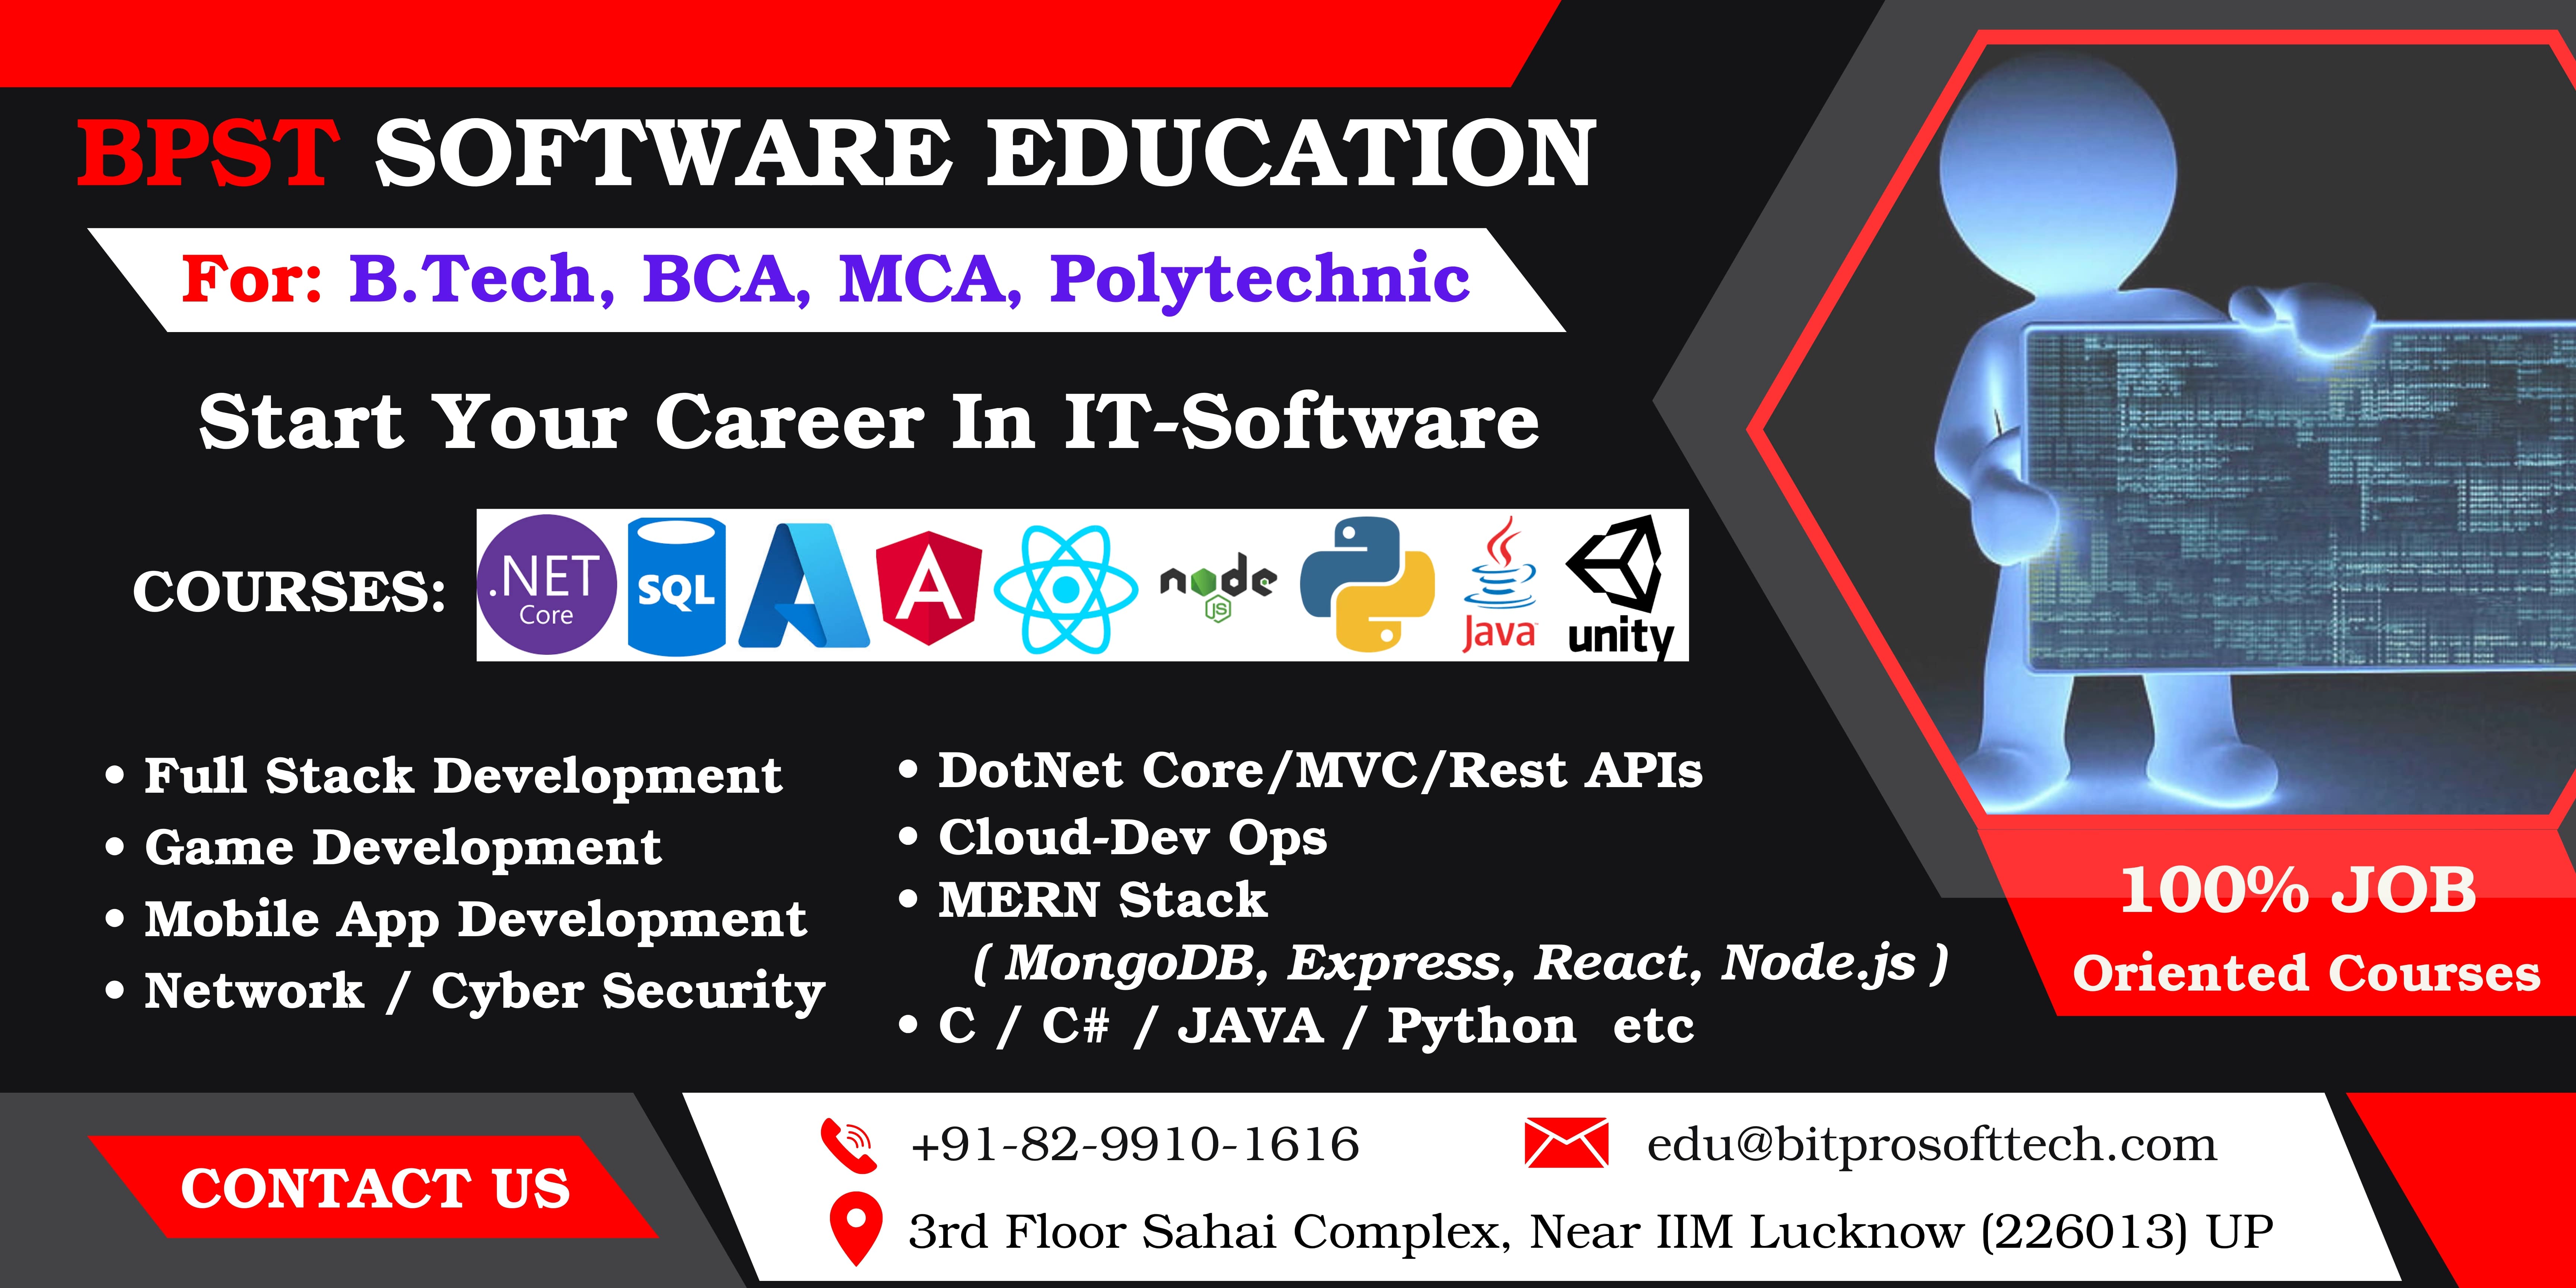 BPST SOFTWARE EDUCATION
For: B.Tech, BCA, MCA, Polytechnic
Start Your Career In IT-Software
COURSES:
.NET
Core
SQL
A
node
JS
Java
unity
• Full Stack Development
• Game Development
• Mobile App Development
• Network / Cyber Security
• DotNet Core/MVC/Rest APIs
• Cloud-Dev Ops
• MERN Stack
( MongoDB, Express, React, Node.js )
• C / C# / JAVA / Python etc
100% JOB
Oriented Courses
CONTACT US
+91-82-9910-1616
edu@bitprosofttech.com
3rd Floor Sahai Complex, Near IIM Lucknow (226013) UP